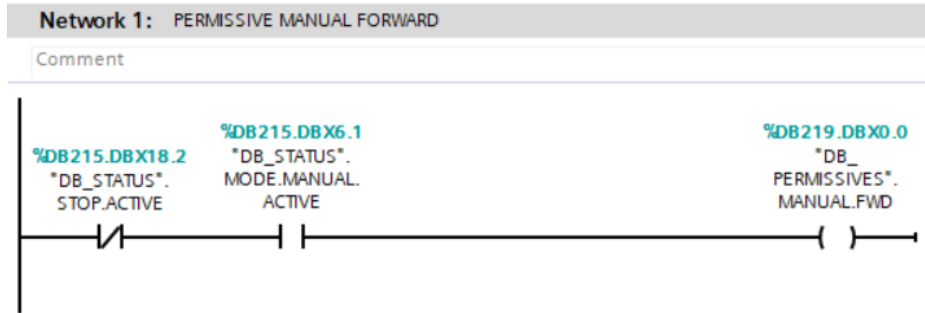 Network 1: PERMISSIVE MANUAL FORWARD
Comment
%DB215.DBX18.2
"DB_STATUS".
STOP.ACTIVE
%DB215.DBX6.1
"DB_STATUS".
MODE.MANUAL.
ACTIVE
%DB219.DBX0.0
"DB_
PERMISSIVES".
MANUAL.FWD